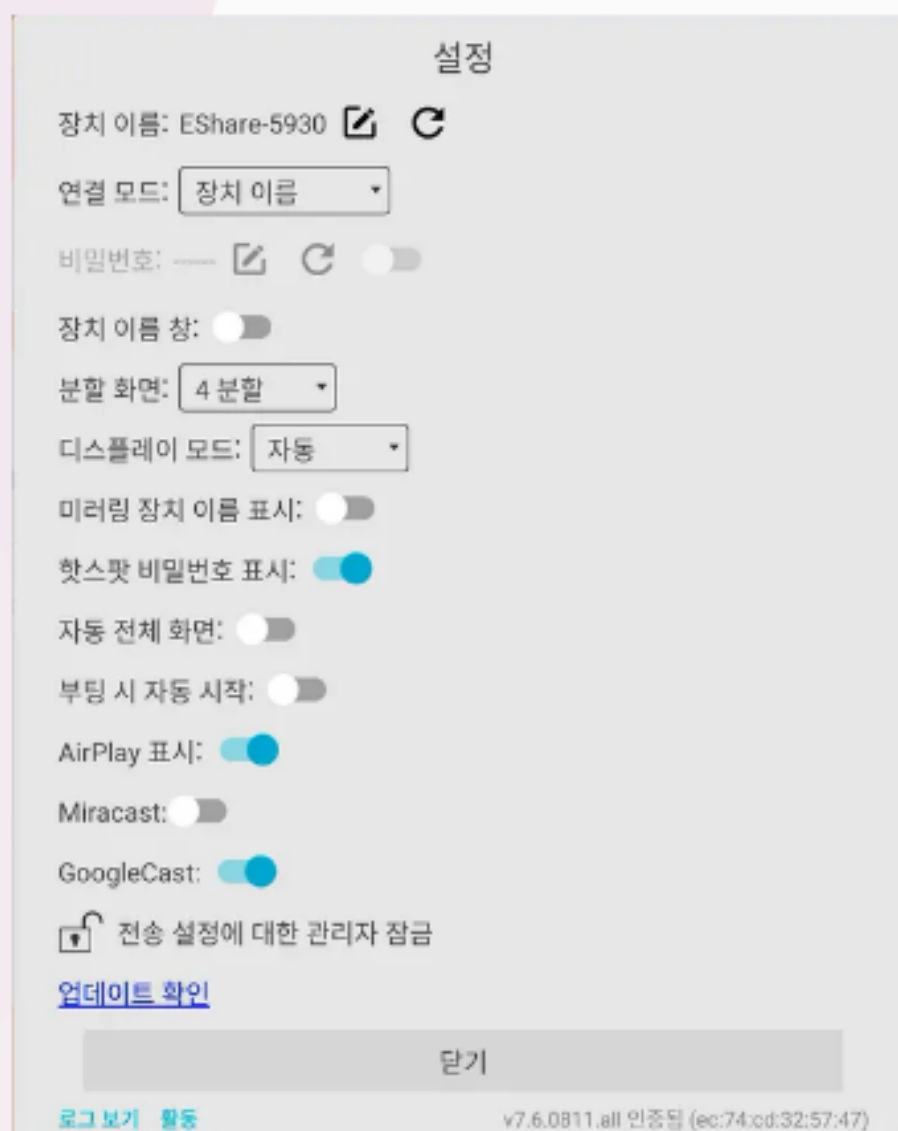 설정
장치 이름: EShare-5930
연결 모드: 장치 이름
비밀번호: ------
장치 이름 창:
분할 화면: 4 분할
디스플레이 모드: 자동
미러링 장치 이름 표시:
핫스팟 비밀번호 표시:
자동 전체 화면:
부팅 시 자동 시작:
AirPlay 표시:
Miracast:
GoogleCast:
전송 설정에 대한 관리자 잠금
업데이트 확인
닫기
로그 보기 활동 v7.6.0811.all 인증됨 (ec:74:cd:32:57:47)